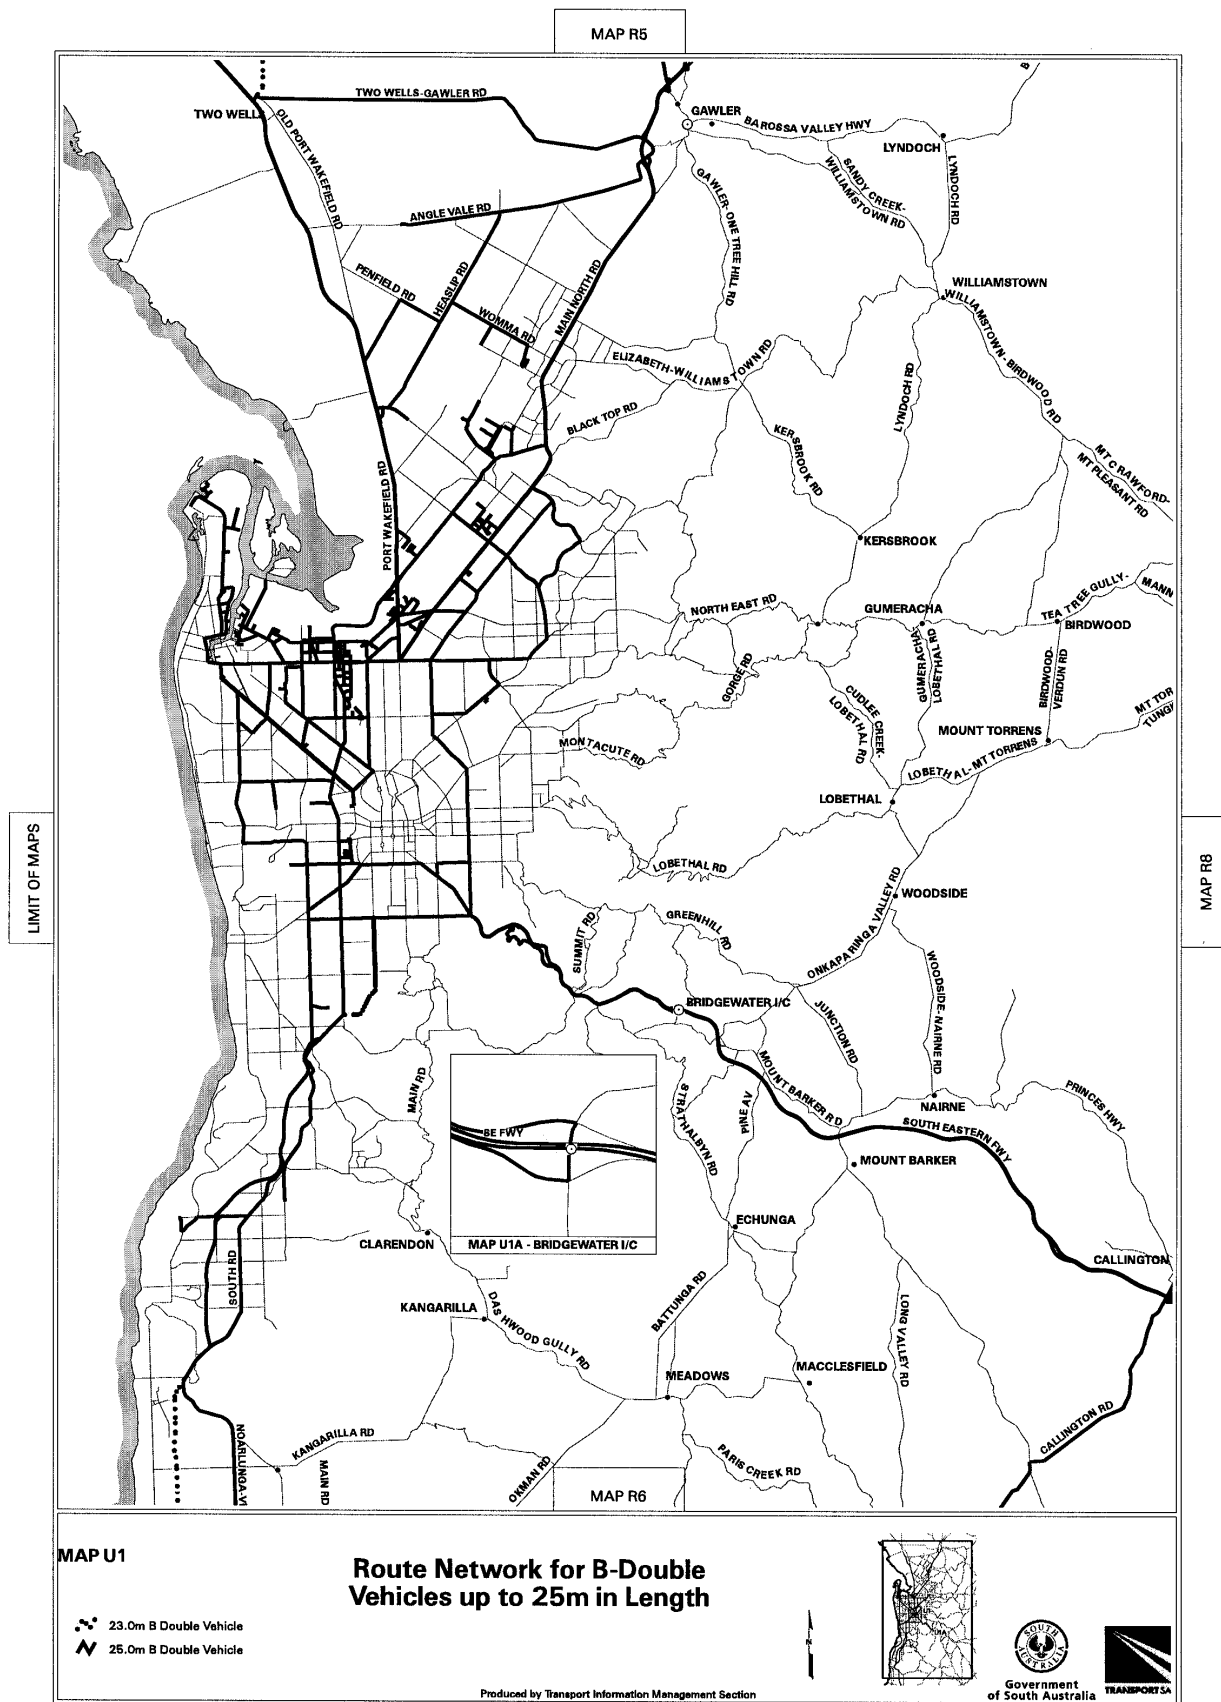 MAP R5
TWO WELLS-GAWLER RD
TWO WELLS
OLD PORT WAKEFIELD RD
GAWLER
BAROSSA VALLEY HWY
LYNDOCH
SANDY CREEK-
WILLIAMSTOWN RD
LYNDOCH RD
GAWLER-ONE TREE HILL RD
ANGLE VALE RD
PENFIELD RD
HEASLIP RD
WOMMA RD
MAIN NORTH RD
WILLIAMSTOWN
WILLIAMSTOWN - BIRDWOOD RD
ELIZABETH-WILLIAMSTOWN RD
LYNDOCH RD
BLACK TOP RD
KERSBROOK RD
MT CRAWFORD-
MT PLEASANT RD
PORT WAKEFIELD RD
KERSBROOK
NORTH EAST RD
GUMERACHA
TEA TREE GULLY-
MANN
BIRDWOOD
GUMERACHA-
LOBETHAL RD
GORGE RD
BIRDWOOD-
VERDUN RD
CUDLEE CREEK-
LOBETHAL RD
MT TOR
TUNG
MOUNT TORRENS
MONTACUTE RD
LOBETHAL-MT TORRENS
LOBETHAL
LIMIT OF MAPS
MAP R8
LOBETHAL RD
WOODSIDE
ONKAPARINGA VALLEY RD
SUMMIT RD
GREENHILL RD
WOODSIDE-NAIRNE RD
BRIDGEWATER I/C
JUNCTION RD
MAIN RD
SE FWY
MAP U1A - BRIDGEWATER I/C
STRATHALBYN RD
PINE AV
MOUNT BARKER RD
NAIRNE
PRINCES HWY
SOUTH EASTERN FWY
MOUNT BARKER
ECHUNGA
CLARENDON
CALLINGTON
SOUTH RD
KANGARILLA
DASHWOOD GULLY RD
BATTUNGA RD
LONG VALLEY RD
MACCLESFIELD
MEADOWS
CALLINGTON RD
NOARLUNGA-VI
KANGARILLA RD
MAIN RD
OKMAN RD
PARIS CREEK RD
MAP R6
MAP U1
Route Network for B-Double
Vehicles up to 25m in Length
23.0m B Double Vehicle
25.0m B Double Vehicle
N
SOUTH
AUSTRALIA
Government
of South Australia
TRANSPORT SA
Produced by Transport Information Management Section